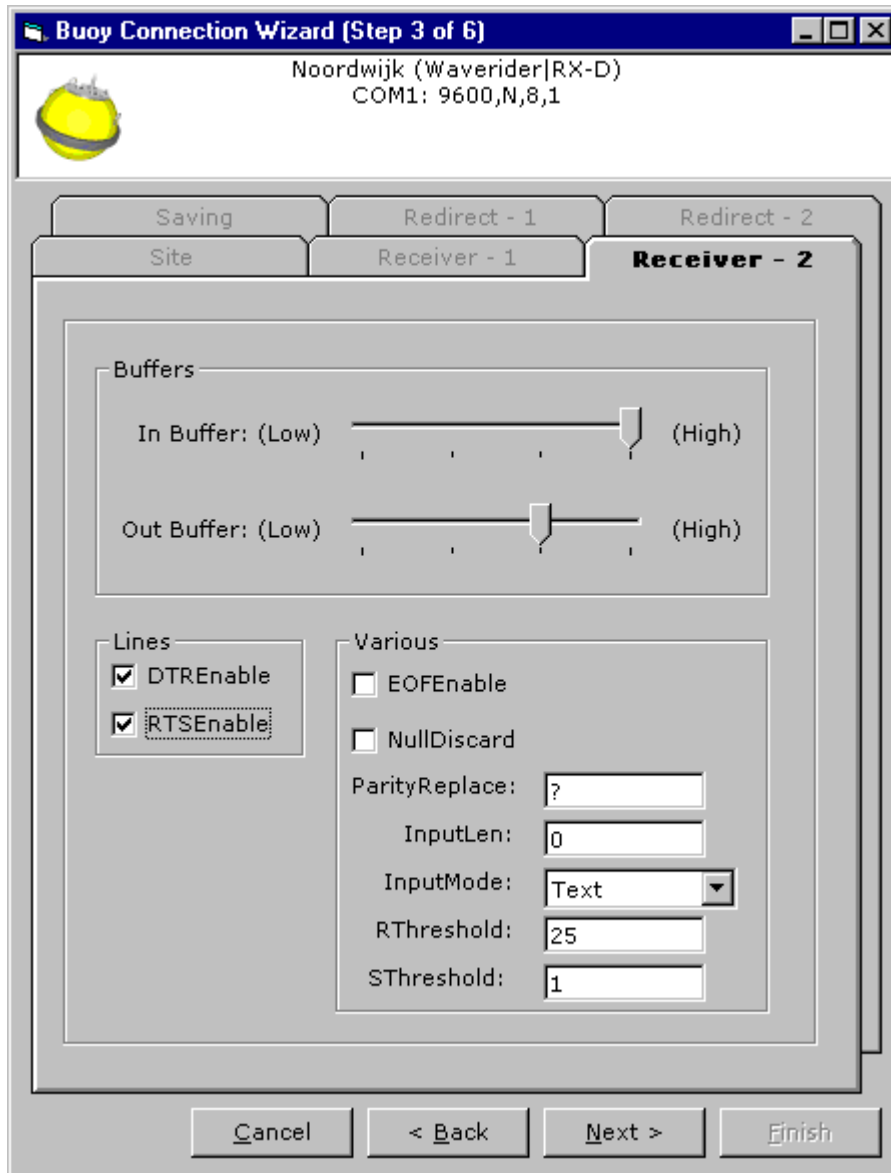 Buoy Connection Wizard (Step 3 of 6)
Noordwijk (Waverider|RX-D)
COM1: 9600,N,8,1
Saving
Redirect - 1
Redirect - 2
Site
Receiver - 1
Receiver - 2
Buffers
In Buffer: (Low)
(High)
Out Buffer: (Low)
(High)
Lines
DTREnable
RTSEnable
Various
EOFEnable
NullDiscard
ParityReplace: ?
InputLen: 0
InputMode: Text
RThreshold: 25
SThreshold: 1
Cancel
< Back
Next >
Finish